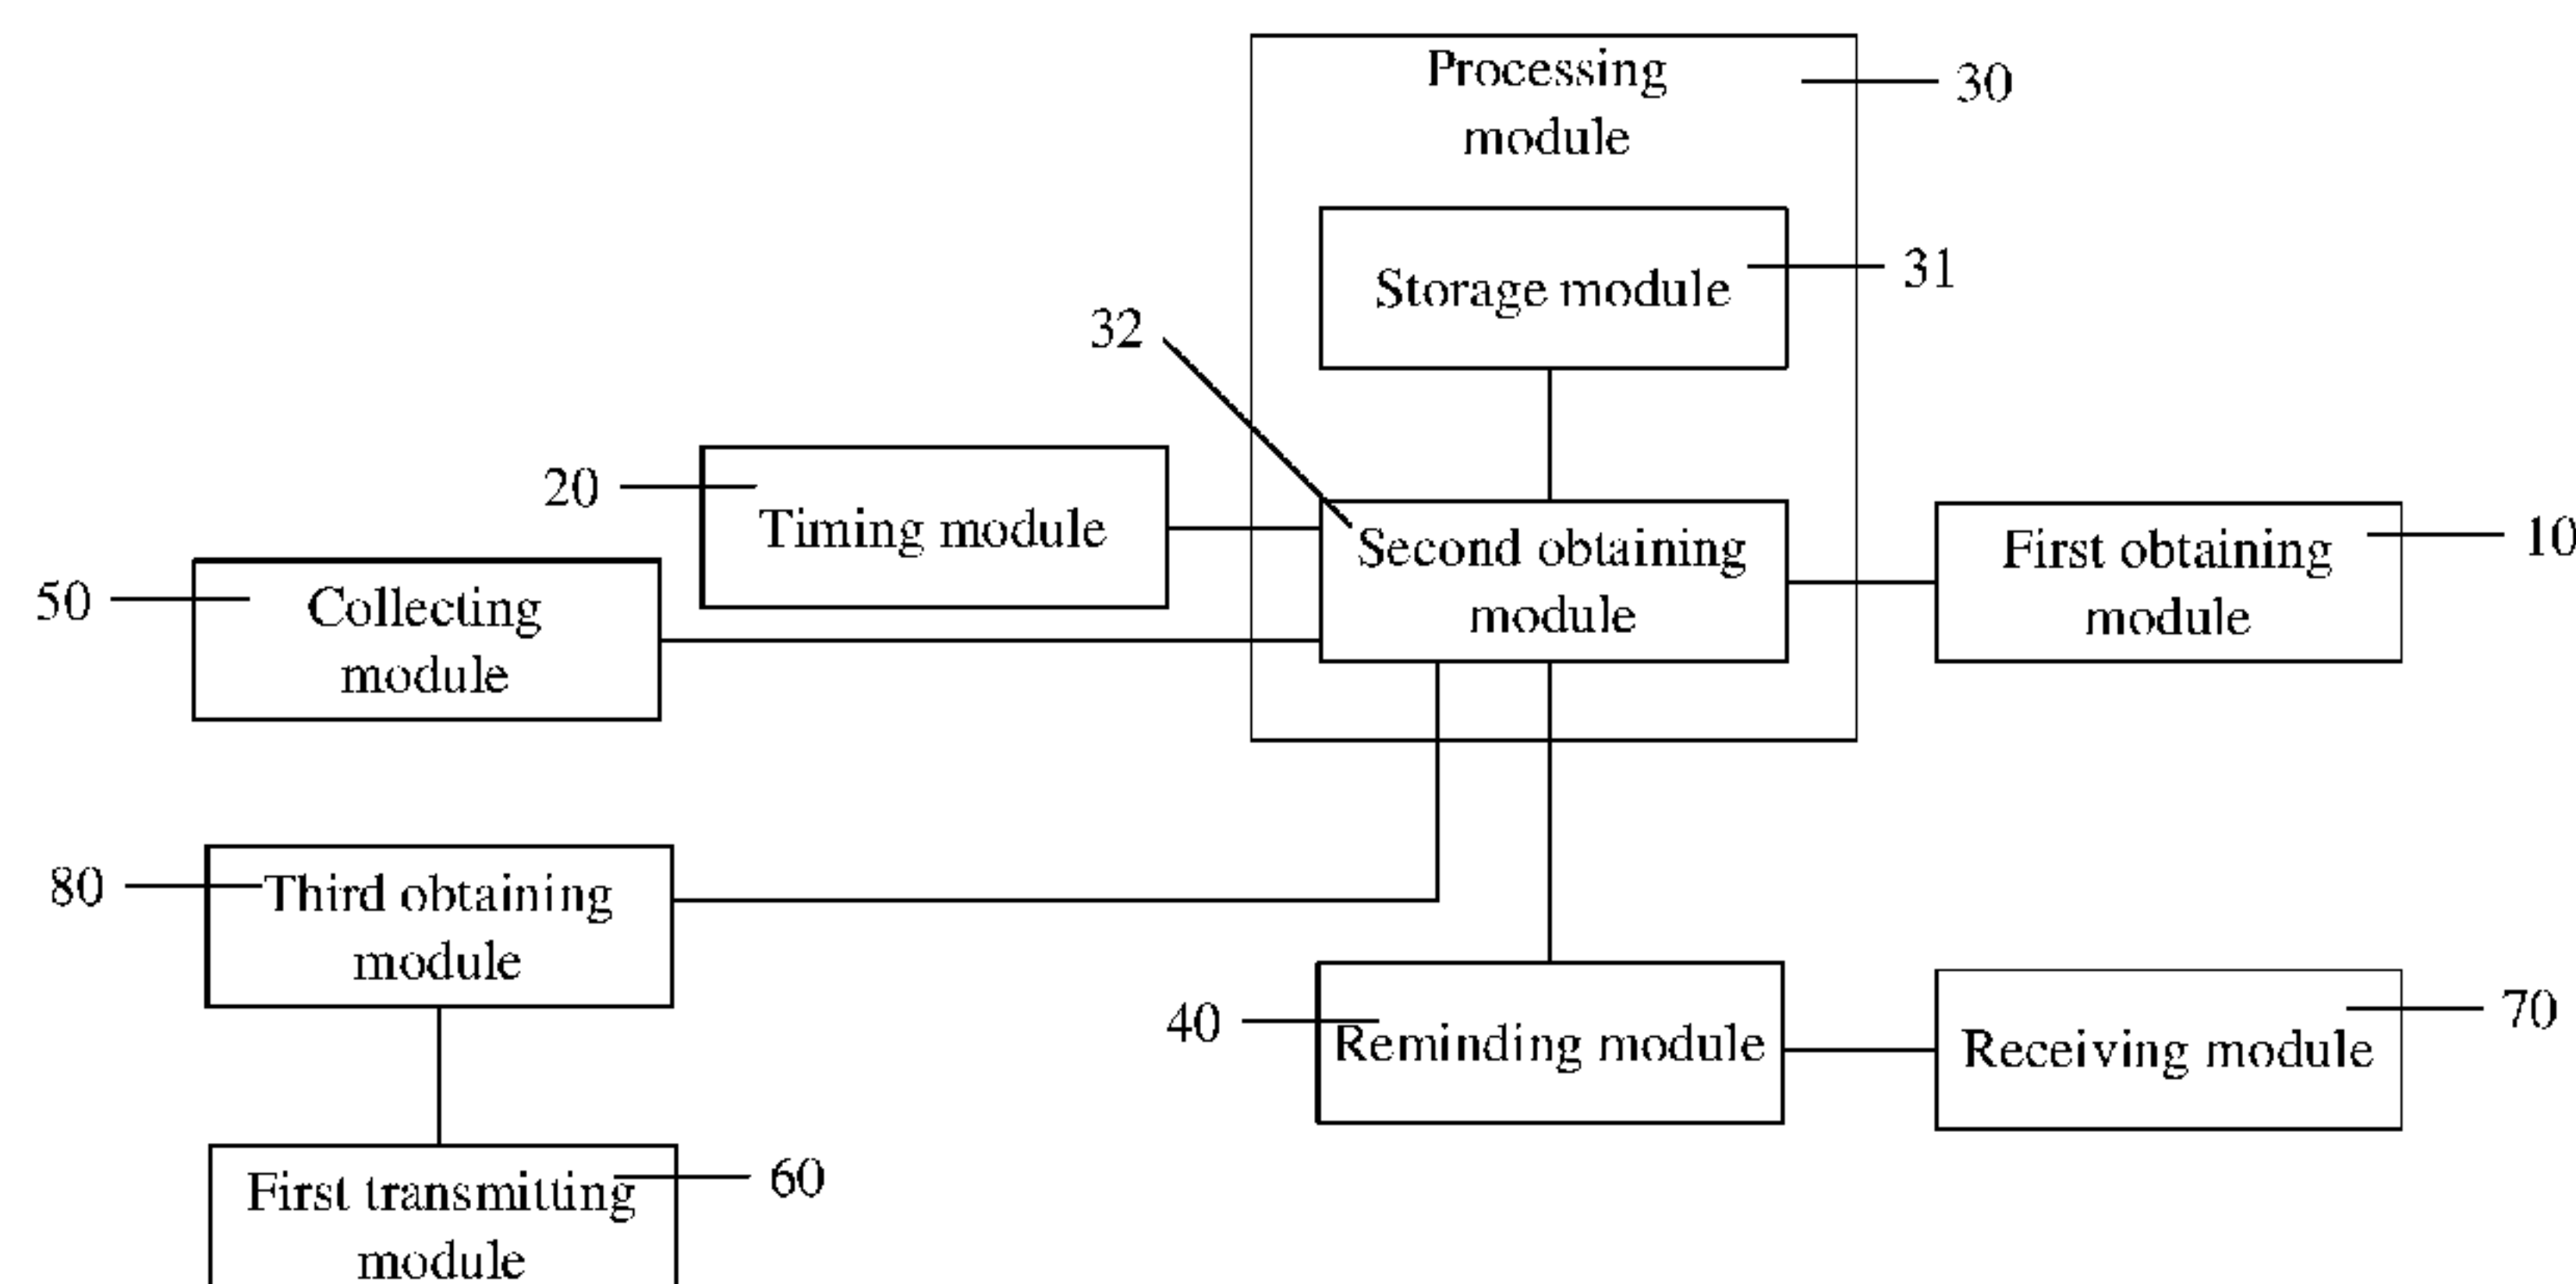 Processing
module
30
Storage module
31
32
20
Timing module
Second obtaining
module
First obtaining
module
10
50
Collecting
module
80
Third obtaining
module
40
Reminding module
Receiving module
70
First transmitting
module
60